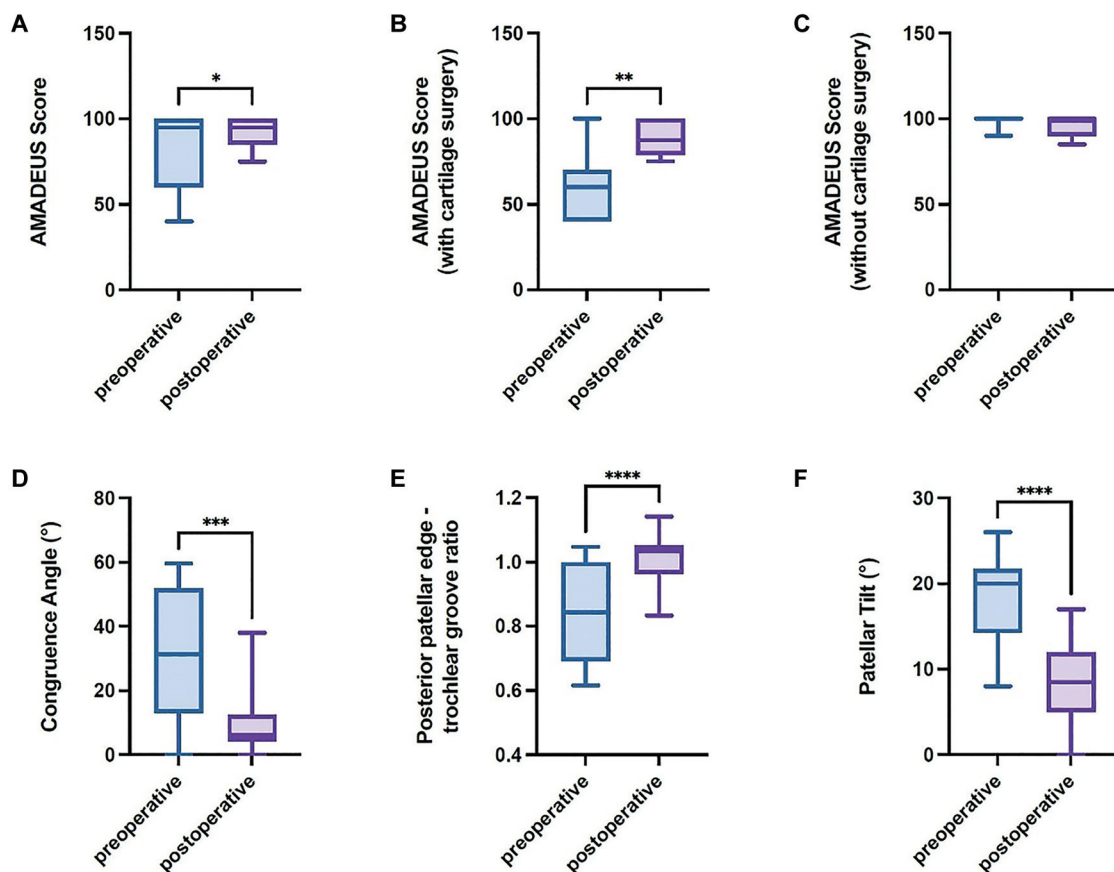 A
AMADEUS Score
150
100
50
0
*
preoperative
postoperative
B
AMADEUS Score
(with cartilage surgery)
150
100
50
0
**
preoperative
postoperative
C
AMADEUS Score
(without cartilage surgery)
150
100
50
0
preoperative
postoperative
D
Congruence Angle (°)
80
60
40
20
0
***
preoperative
postoperative
E
Posterior patellar edge -
trochlear groove ratio
1.2
1.0
0.8
0.6
0.4
****
preoperative
postoperative
F
Patellar Tilt (°)
30
20
10
0
****
preoperative
postoperative